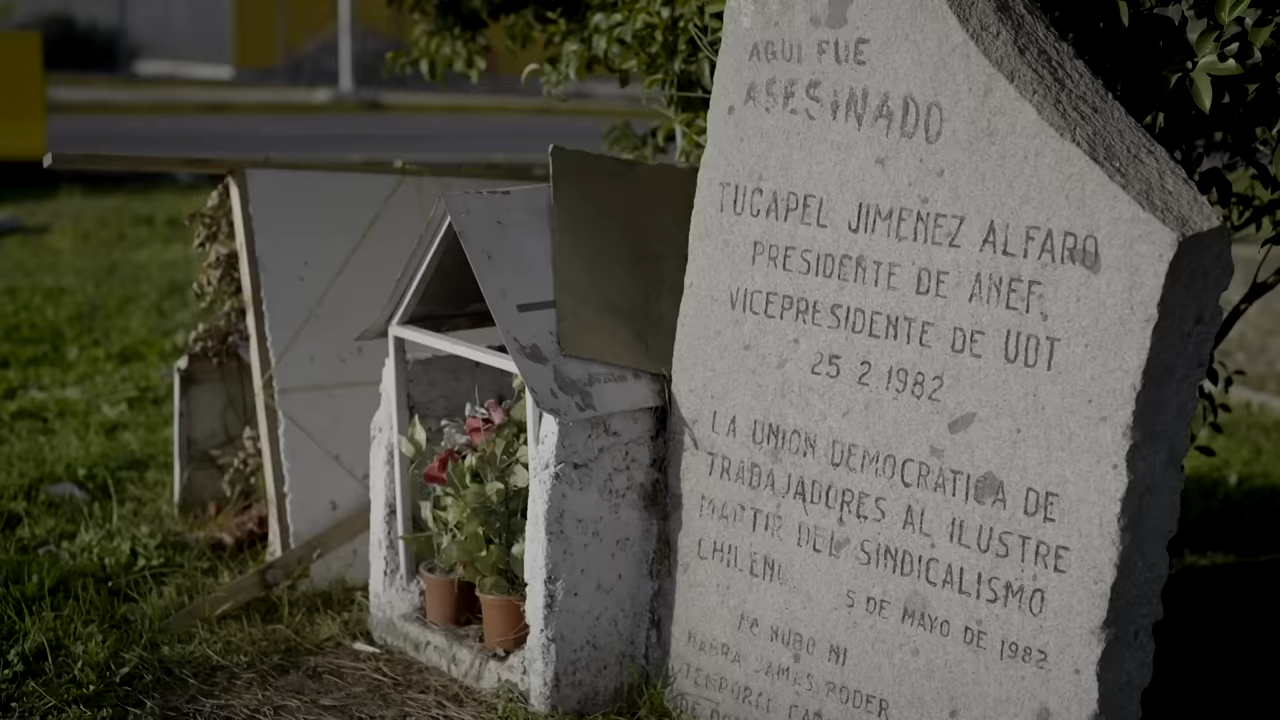 AQUI FUE
ASESINADO
TUCAPEL JIMENEZ ALFARO
PRESIDENTE DE ANEF,
VICEPRESIDENTE DE UDT
25 2.1982
LA UNION DEMOCRATICA DE
TRABAJADORES AL ILUSTRE
MARTIR DEL SINDICALISMO
CHILENO
5 DE MAYO DE 1982
NO HUBO NI
HABRA JAMAS PODER
TEMPORAL